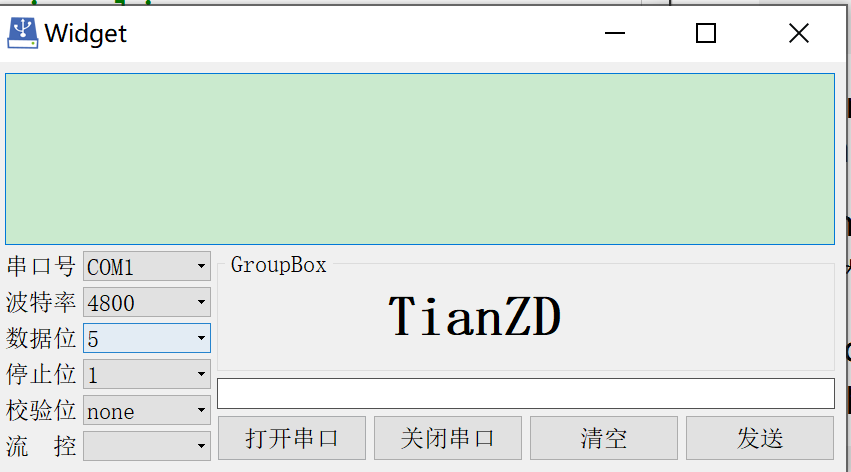 Widget
串口号 COM1
波特率 4800
数据位 5
停止位 1
校验位 none
流 控
GroupBox
TianZD
打开串口 关闭串口 清空 发送